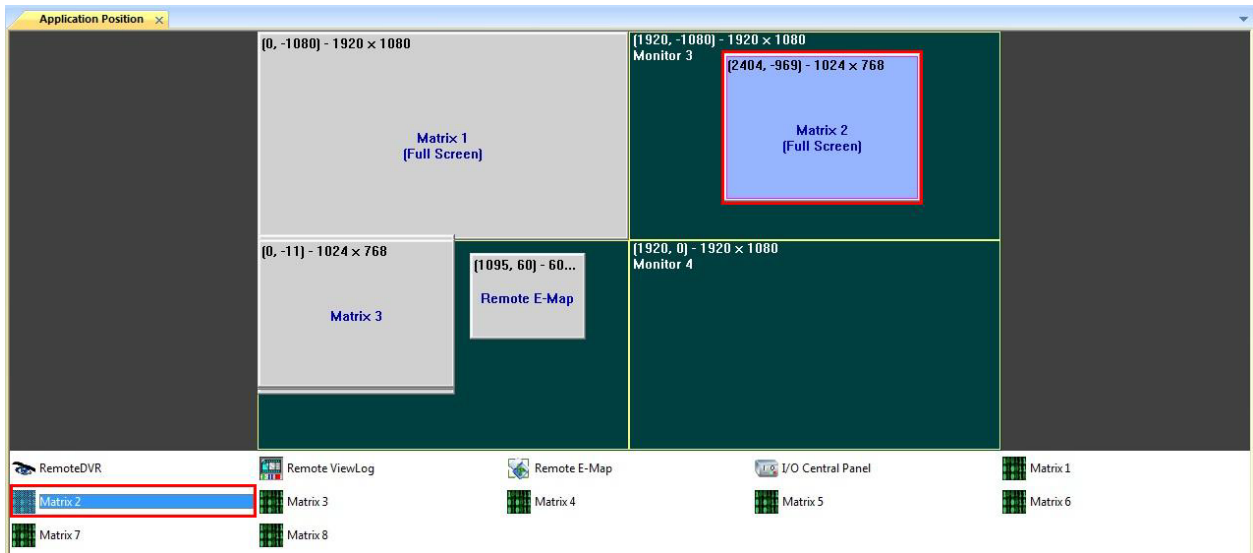 Application Position
(0, -1080) - 1920 × 1080
Matrix 1
(Full Screen)
(1920, -1080) - 1920 × 1080
Monitor 3
(2404, -969) - 1024 × 768
Matrix 2
(Full Screen)
(0, -11) - 1024 × 768
Matrix 3
(1095, 60) - 60...
Remote E-Map
(1920, 0) - 1920 × 1080
Monitor 4
RemoteDVR
Remote ViewLog
Remote E-Map
I/O Central Panel
Matrix 1
Matrix 2
Matrix 3
Matrix 4
Matrix 5
Matrix 6
Matrix 7
Matrix 8